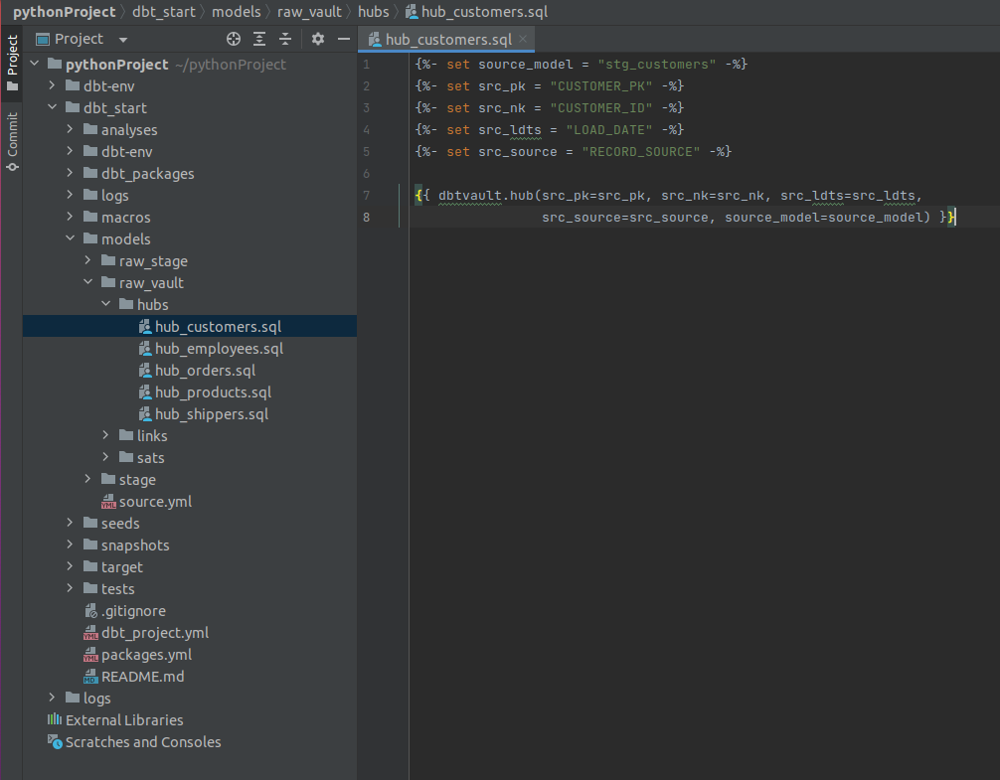 pythonProject dbt_start models raw_vault hubs hub_customers.sql
Project
Commit
Project
pythonProject ~/pythonProject
dbt-env
dbt_start
analyses
dbt-env
dbt_packages
logs
macros
models
raw_stage
raw_vault
hubs
hub_customers.sql
hub_employees.sql
hub_orders.sql
hub_products.sql
hub_shippers.sql
links
sats
stage
source.yml
seeds
snapshots
target
tests
.gitignore
dbt_project.yml
packages.yml
README.md
logs
External Libraries
Scratches and Consoles
hub_customers.sql
1 {%- set source_model = "stg_customers" -%}
2 {%- set src_pk = "CUSTOMER_PK" -%}
3 {%- set src_nk = "CUSTOMER_ID" -%}
4 {%- set src_ldts = "LOAD_DATE" -%}
5 {%- set src_source = "RECORD_SOURCE" -%}
6
7 {{ dbtvault.hub(src_pk=src_pk, src_nk=src_nk, src_ldts=src_ldts,
8 src_source=src_source, source_model=source_model) }}